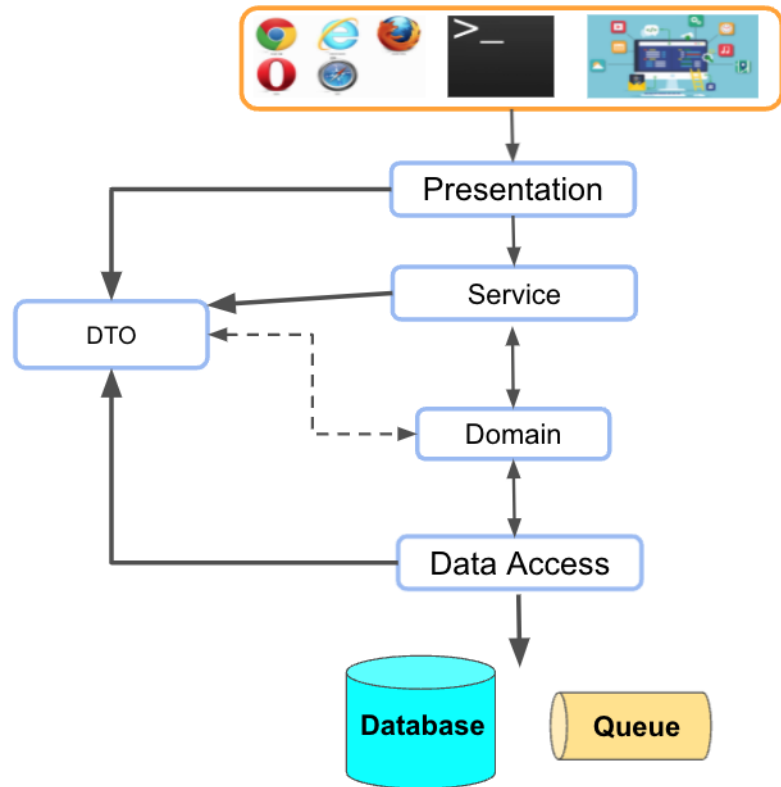 >_
Presentation
Service
DTO
Domain
Data Access
Database
Queue